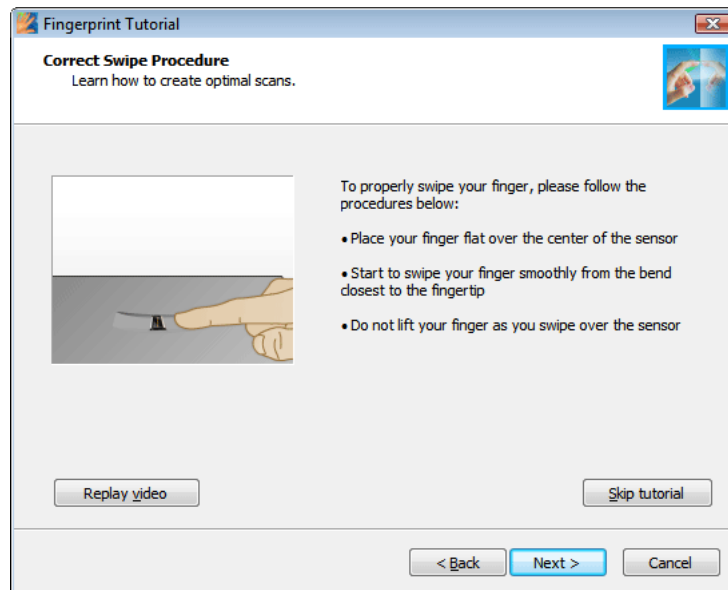 Fingerprint Tutorial
Correct Swipe Procedure
Learn how to create optimal scans.
To properly swipe your finger, please follow the
procedures below:
• Place your finger flat over the center of the sensor
• Start to swipe your finger smoothly from the bend
closest to the fingertip
• Do not lift your finger as you swipe over the sensor
Replay video
Skip tutorial
< Back
Next >
Cancel